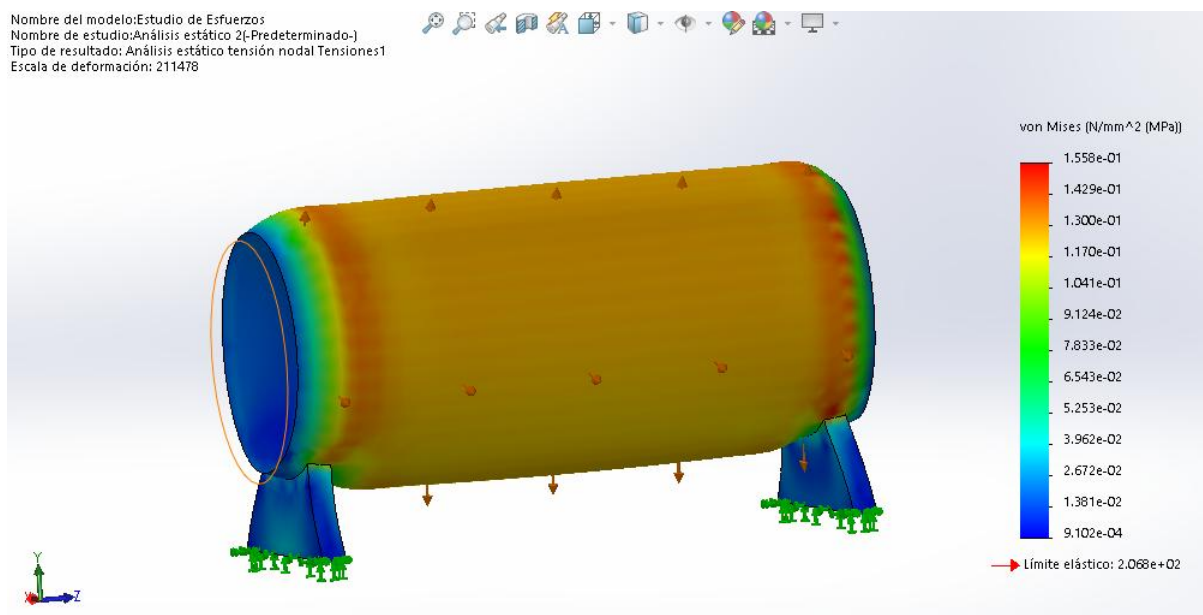 Nombre del modelo:Estudio de Esfuerzos
Nombre de estudio:Análisis estático 2(-Predeterminado-)
Tipo de resultado: Análisis estático tensión nodal Tensiones1
Escala de deformación: 211478
von Mises (N/mm^2 (MPa))
1.558e-01
1.429e-01
1.300e-01
1.170e-01
1.041e-01
9.124e-02
7.833e-02
6.543e-02
5.253e-02
3.962e-02
2.672e-02
1.381e-02
9.102e-04
Límite elástico: 2.068e+02
Y
X
Z